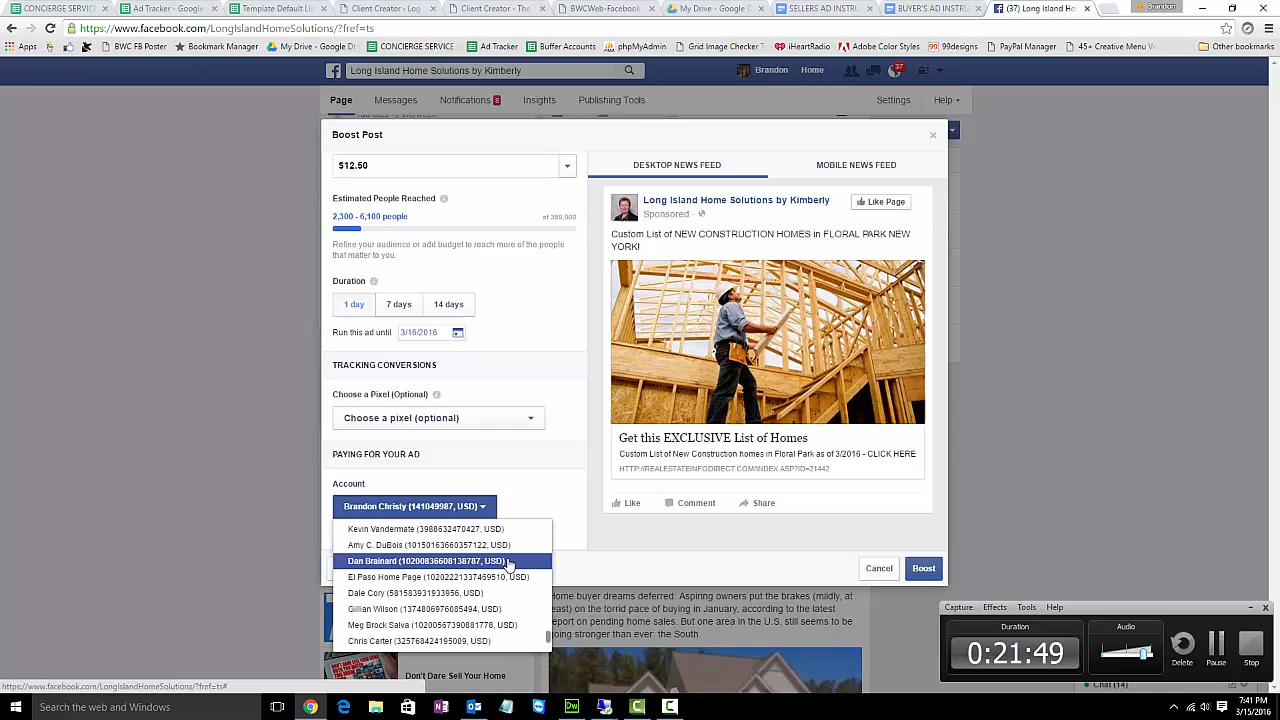 CONCIERGE SERVICE
Ad Tracker - Google
Template Default List
Client Creator - Log
Client Creator - The
BWCWeb-Facebook
My Drive - Google D
SELLERS AD INSTRU
BUYER'S AD INSTRU
(37) Long Island Home S
Brandon
https://www.facebook.com/LongIslandHomeSolutions/?fref=ts
Apps
BWC FB Poster
Bookmark Manager
My Drive - Google Dr
CONCIERGE SERVICE
Ad Tracker
Buffer Accounts
phpMyAdmin
Grid Image Checker T
iHeartRadio
Adobe Color Styles
99designs
PayPal Manager
45+ Creative Menu W
Other bookmarks
Long Island Home Solutions by Kimberly
Brandon
Home
37
Page
Messages
Notifications 8
Insights
Publishing Tools
Settings
Help
Boost Post
$12.50
Estimated People Reached
2,300 - 6,100 people
of 380,000
Refine your audience or add budget to reach more of the people
that matter to you.
Duration
1 day
7 days
14 days
Run this ad until
3/16/2016
TRACKING CONVERSIONS
Choose a Pixel (Optional)
Choose a pixel (optional)
PAYING FOR YOUR AD
Account
Brandon Christy (141049987, USD)
Kevin Vandermate (3988632470427, USD)
Amy C. DuBois (10150163660357122, USD)
Dan Brainard (10200836608138787, USD)
El Paso Home Page (10202221337469510, USD)
Dale Cory (581583931933956, USD)
Gillian Wilson (1374806976085494, USD)
Meg Brock Salva (10200567390881778, USD)
Chris Carter (325768424195009, USD)
DESKTOP NEWS FEED
MOBILE NEWS FEED
Long Island Home Solutions by Kimberly
Sponsored ·
Like Page
Custom List of NEW CONSTRUCTION HOMES in FLORAL PARK NEW
YORK!
Get this EXCLUSIVE List of Homes
Custom List of New Construction homes in Floral Park as of 3/2016 - CLICK HERE
HTTP://REALESTATEINFODIRECT.COM/INDEX.ASP?ID=21442
Like
Comment
Share
Cancel
Boost
Home buyer dreams deferred: Aspiring owners put the brakes (mildly, at
least) on the torrid pace of buying in January, according to the latest
report on pending home sales. But one area in the U.S. still seems to be
going stronger than ever: the South.
Don't Dare Sell Your Home
Capture
Effects
Tools
Help
Duration
0:21:49
Audio
Delete
Pause
Stop
Chat (14)
https://www.facebook.com/LongIslandHomeSolutions/?fref=ts#
Search the web and Windows
7:41 PM
3/15/2016